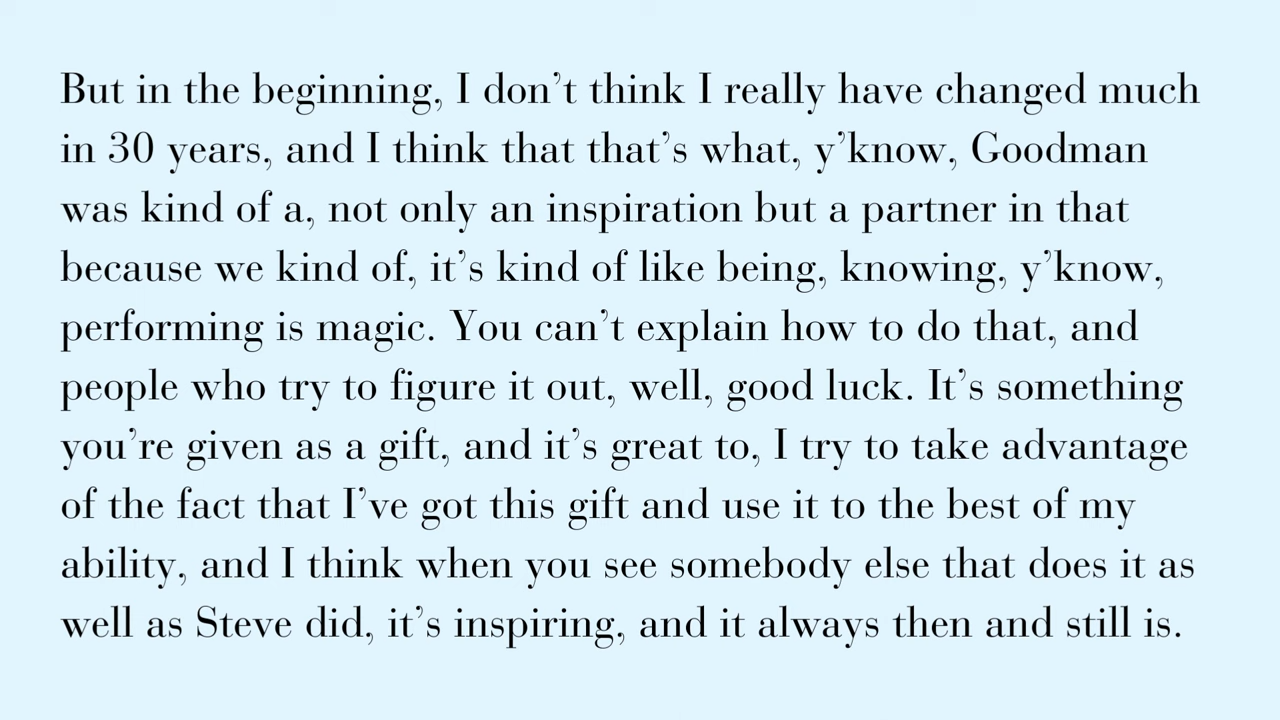 But in the beginning, I don’t think I really have changed much
in 30 years, and I think that that’s what, y’know, Goodman
was kind of a, not only an inspiration but a partner in that
because we kind of, it’s kind of like being, knowing, y’know,
performing is magic. You can’t explain how to do that, and
people who try to figure it out, well, good luck. It’s something
you’re given as a gift, and it’s great to, I try to take advantage
of the fact that I’ve got this gift and use it to the best of my
ability, and I think when you see somebody else that does it as
well as Steve did, it’s inspiring, and it always then and still is.